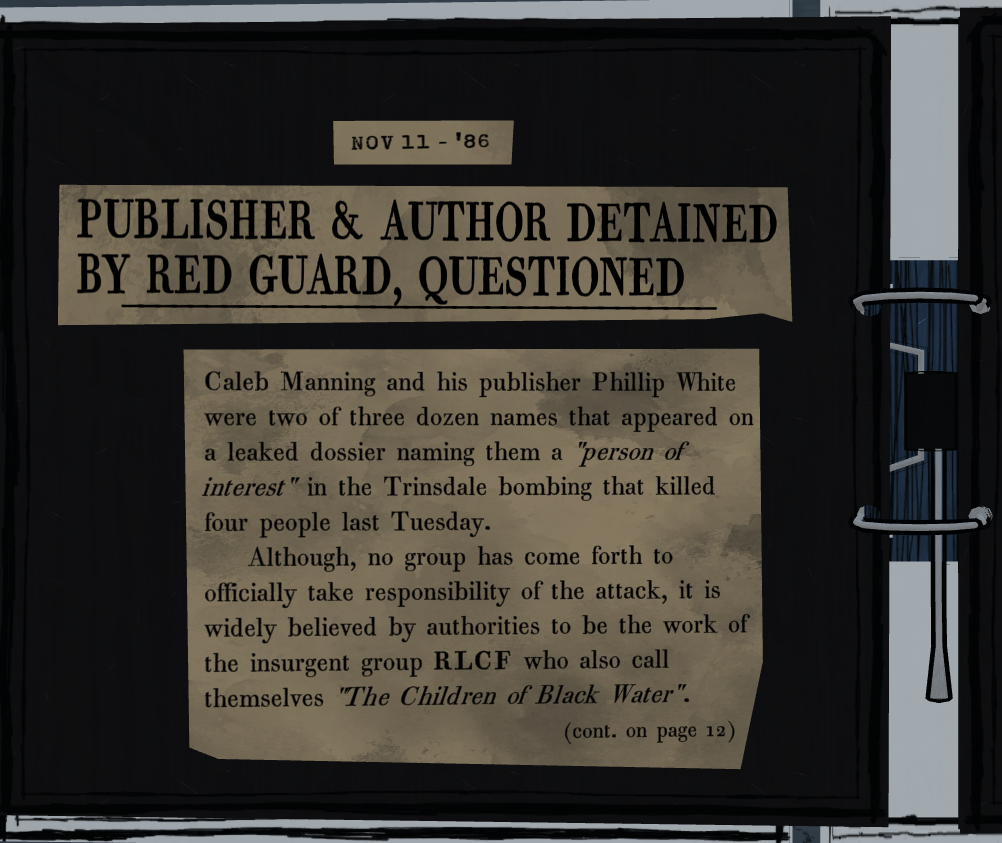 NOV 11 - '86
PUBLISHER & AUTHOR DETAINED
BY RED GUARD, QUESTIONED
Caleb Manning and his publisher Phillip White
were two of three dozen names that appeared on
a leaked dossier naming them a "person of
interest" in the Trinsdale bombing that killed
four people last Tuesday.
Although, no group has come forth to
officially take responsibility of the attack, it is
widely believed by authorities to be the work of
the insurgent group RLCF who also call
themselves "The Children of Black Water".
(cont. on page 12)